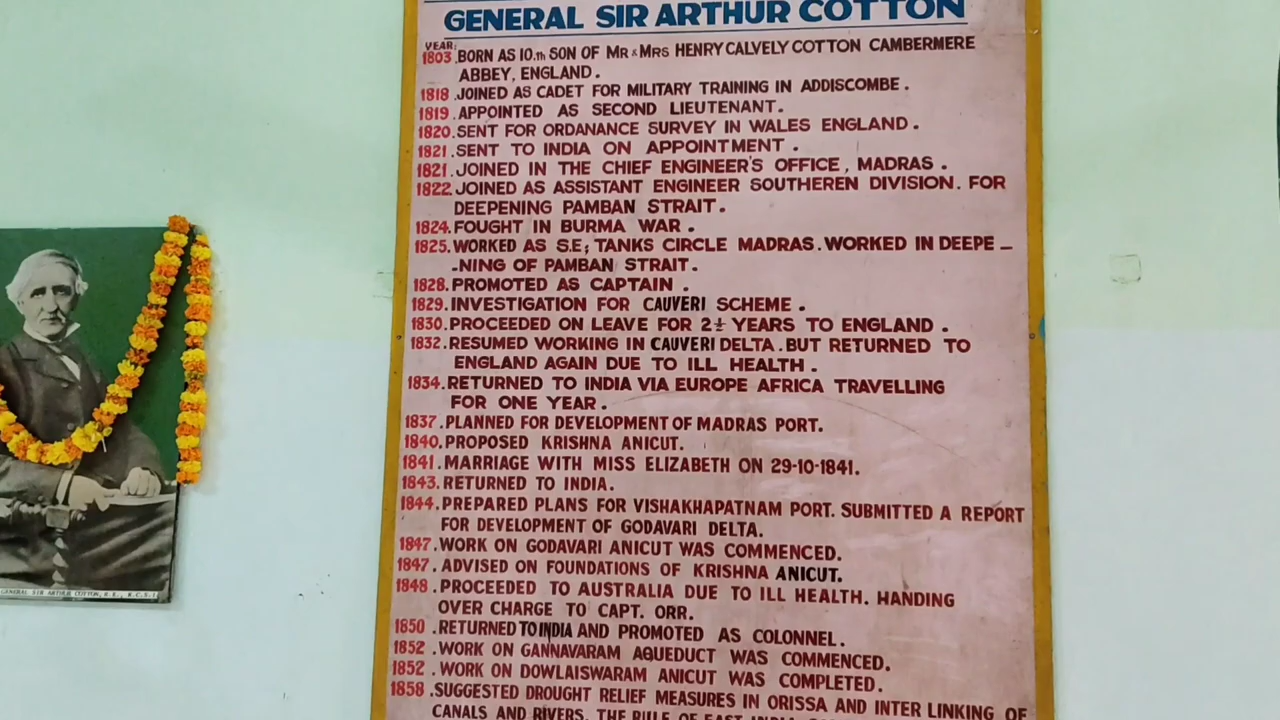 GENERAL SIR ARTHUR COTTON
YEAR:
1803. BORN AS 10.th SON OF MR & MRS HENRY CALVELY COTTON CAMBERMERE
ABBEY, ENGLAND.
1818. JOINED AS CADET FOR MILITARY TRAINING IN ADDISCOMBE.
1819. APPOINTED AS SECOND LIEUTENANT.
1820. SENT FOR ORDANANCE SURVEY IN WALES ENGLAND.
1821. SENT TO INDIA ON APPOINTMENT.
1821. JOINED IN THE CHIEF ENGINEER'S OFFICE, MADRAS.
1822. JOINED AS ASSISTANT ENGINEER SOUTHEREN DIVISION. FOR
DEEPENING PAMBAN STRAIT.
1824. FOUGHT IN BURMA WAR.
1825. WORKED AS S.E; TANKS CIRCLE MADRAS. WORKED IN DEEPE-
-NING OF PAMBAN STRAIT.
1828. PROMOTED AS CAPTAIN.
1829. INVESTIGATION FOR CAUVERI SCHEME.
1830. PROCEEDED ON LEAVE FOR 2½ YEARS TO ENGLAND.
1832. RESUMED WORKING IN CAUVERI DELTA. BUT RETURNED TO
ENGLAND AGAIN DUE TO ILL HEALTH.
1834. RETURNED TO INDIA VIA EUROPE AFRICA TRAVELLING
FOR ONE YEAR.
1837. PLANNED FOR DEVELOPMENT OF MADRAS PORT.
1840. PROPOSED KRISHNA ANICUT.
1841. MARRIAGE WITH MISS ELIZABETH ON 29-10-1841.
1843. RETURNED TO INDIA.
1844. PREPARED PLANS FOR VISHAKHAPATNAM PORT. SUBMITTED A REPORT
FOR DEVELOPMENT OF GODAVARI DELTA.
1847. WORK ON GODAVARI ANICUT WAS COMMENCED.
1847. ADVISED ON FOUNDATIONS OF KRISHNA ANICUT.
1848. PROCEEDED TO AUSTRALIA DUE TO ILL HEALTH. HANDING
OVER CHARGE TO CAPT. ORR.
1850. RETURNED TO INDIA AND PROMOTED AS COLONNEL.
1852. WORK ON GANNAVARAM AQEDUCT WAS COMMENCED.
1852. WORK ON DOWLAISWARAM ANICUT WAS COMPLETED.
1858. SUGGESTED DROUGHT RELIEF MEASURES IN ORISSA AND INTER LINKING OF
CANALS AND RIVERS. THE RULE OF EAST INDIA
GENERAL SIR ARTHUR COTTON, R.E., K.C.S.I